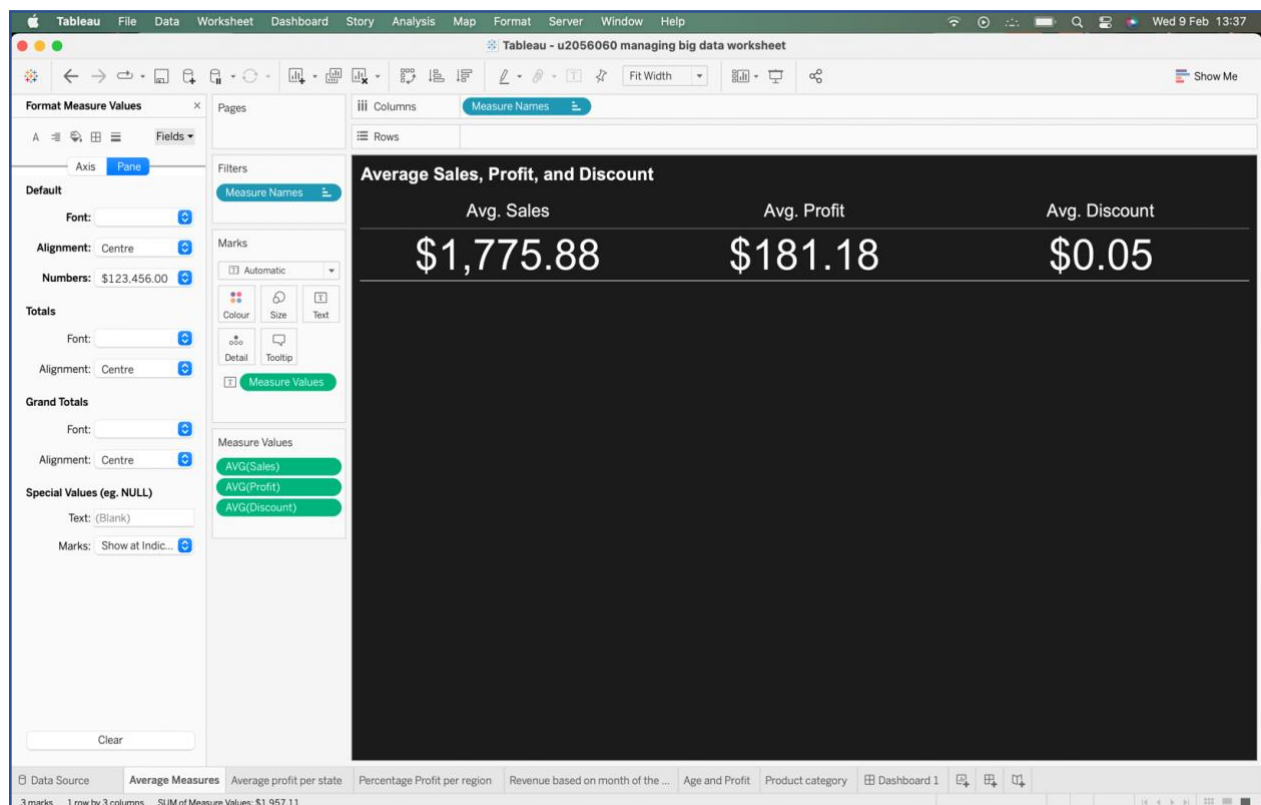 Tableau File Data Worksheet Dashboard Story Analysis Map Format Server Window Help Wed 9 Feb 13:37
Tableau - u2056060 managing big data worksheet
Fit Width Show Me
Format Measure Values
Fields
Axis Pane
Default
Font:
Alignment: Centre
Numbers: $123,456.00
Totals
Font:
Alignment: Centre
Grand Totals
Font:
Alignment: Centre
Special Values (eg. NULL)
Text: (Blank)
Marks: Show at Indic...
Clear
Pages
Filters
Measure Names
Marks
Automatic
Colour Size Text
Detail Tooltip
Measure Values
Measure Values
AVG(Sales)
AVG(Profit)
AVG(Discount)
Columns Measure Names
Rows
Average Sales, Profit, and Discount
Avg. Sales Avg. Profit Avg. Discount
$1,775.88 $181.18 $0.05
Data Source Average Measures Average profit per state Percentage Profit per region Revenue based on month of the ... Age and Profit Product category Dashboard 1
3 marks 1 row by 3 columns SUM of Measure Values: $1,957.11